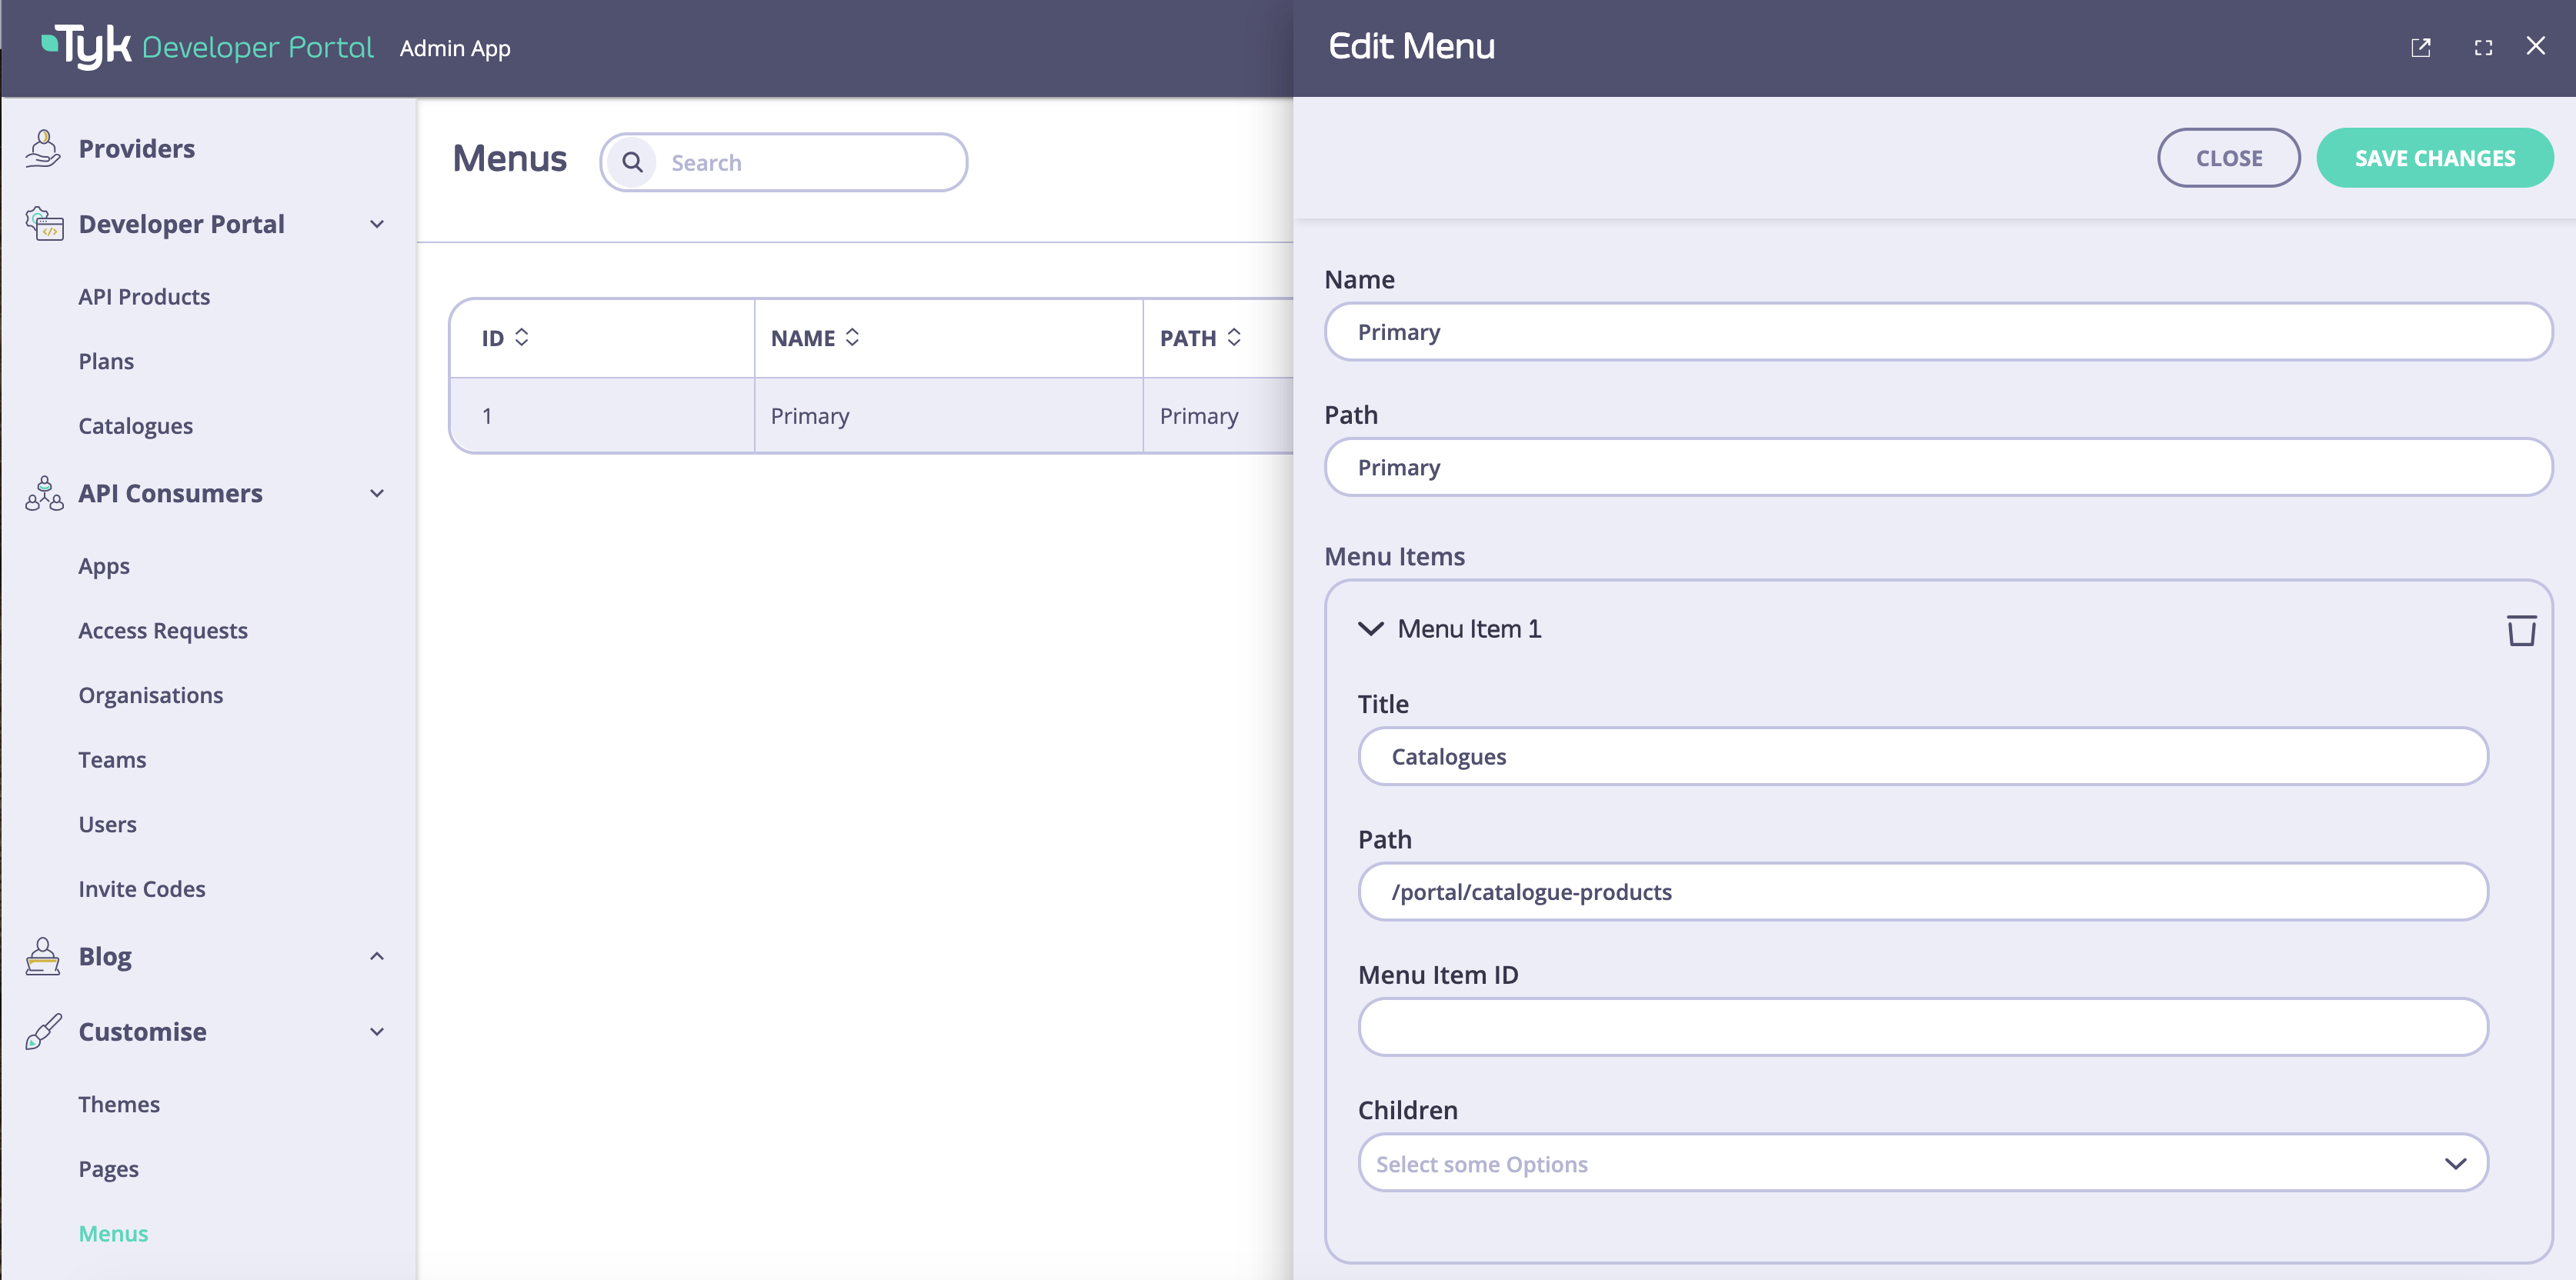 Tyk Developer Portal Admin App
Providers
Developer Portal
API Products
Plans
Catalogues
API Consumers
Apps
Access Requests
Organisations
Teams
Users
Invite Codes
Blog
Customise
Themes
Pages
Menus
Menus
Search
ID NAME PATH
1 Primary Primary
Edit Menu
CLOSE SAVE CHANGES
Name
Primary
Path
Primary
Menu Items
Menu Item 1
Title
Catalogues
Path
/portal/catalogue-products
Menu Item ID
Children
Select some Options